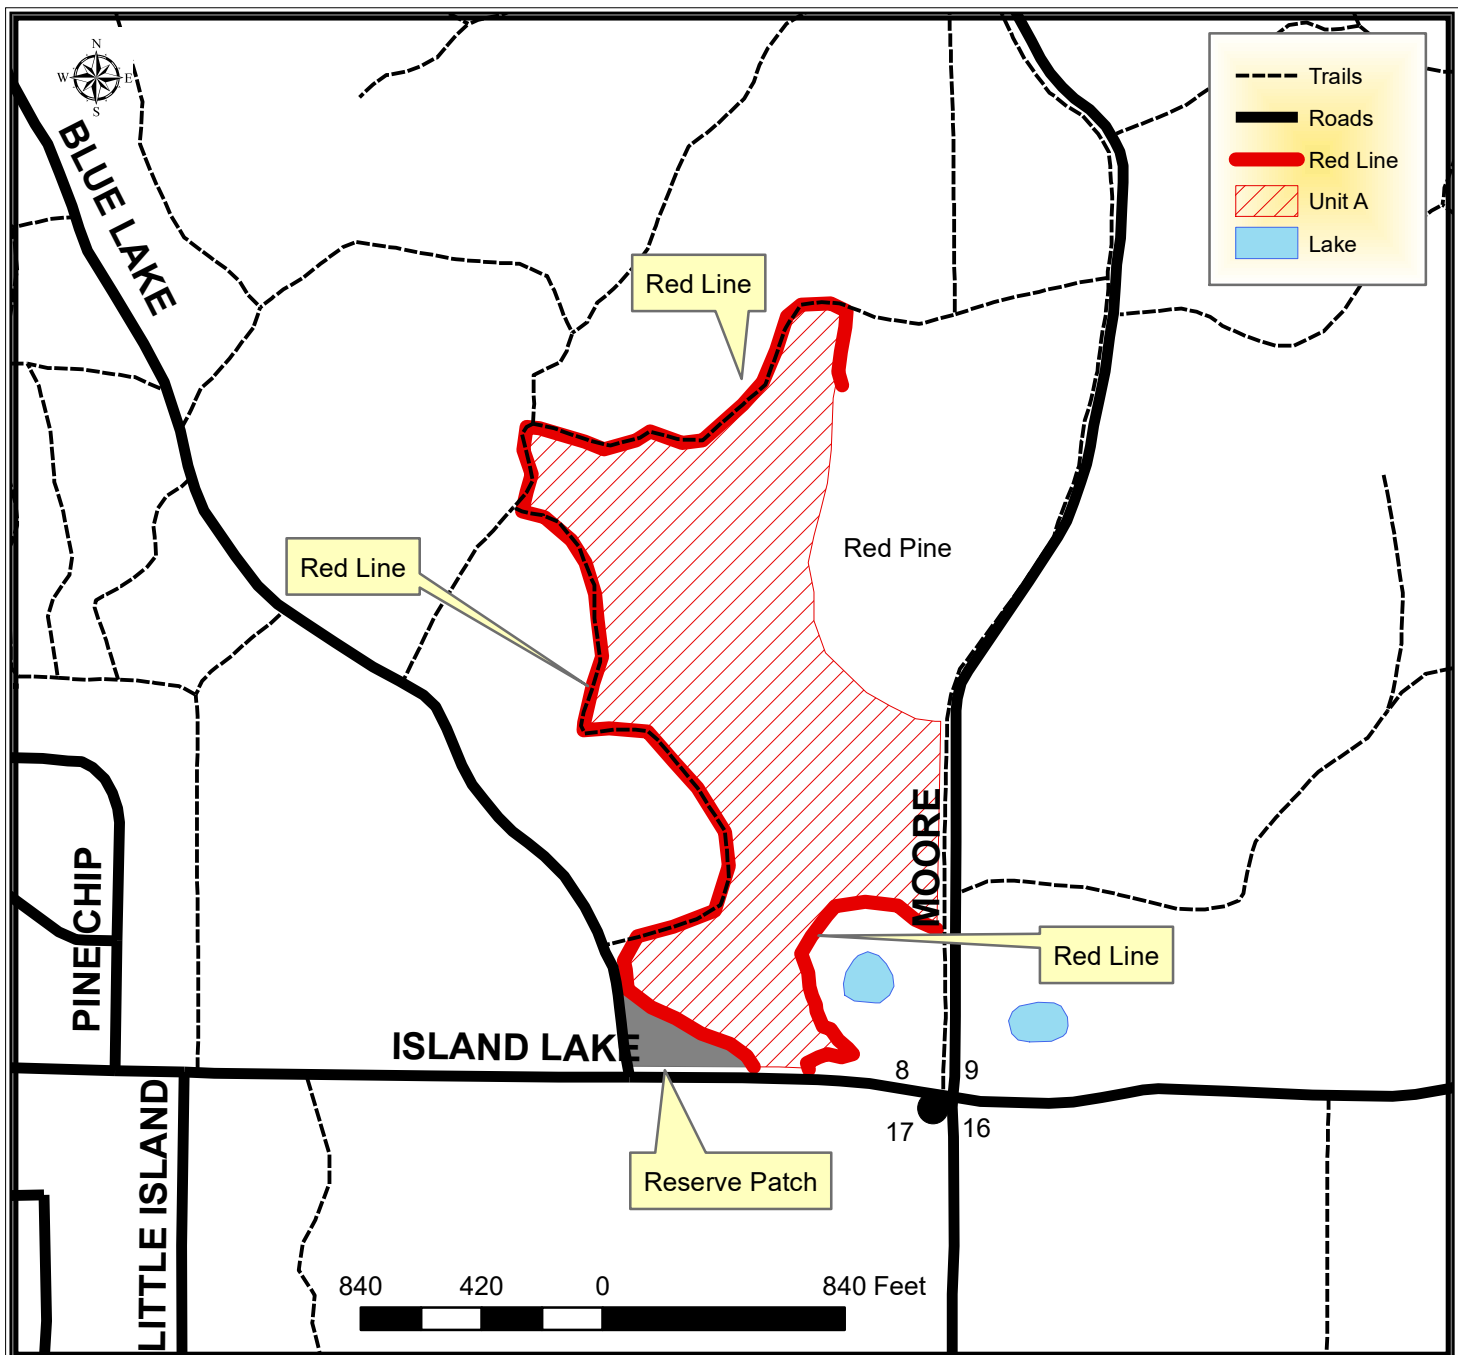 N
W
E
S
Trails
Roads
Red Line
Unit A
Lake
BLUE LAKE
Red Line
Red Line
Red Pine
MOORE
PINE CHIP
Red Line
ISLAND LAKE
8
9
17
16
LITTLE ISLAND
Reserve Patch
840 420 0 840 Feet